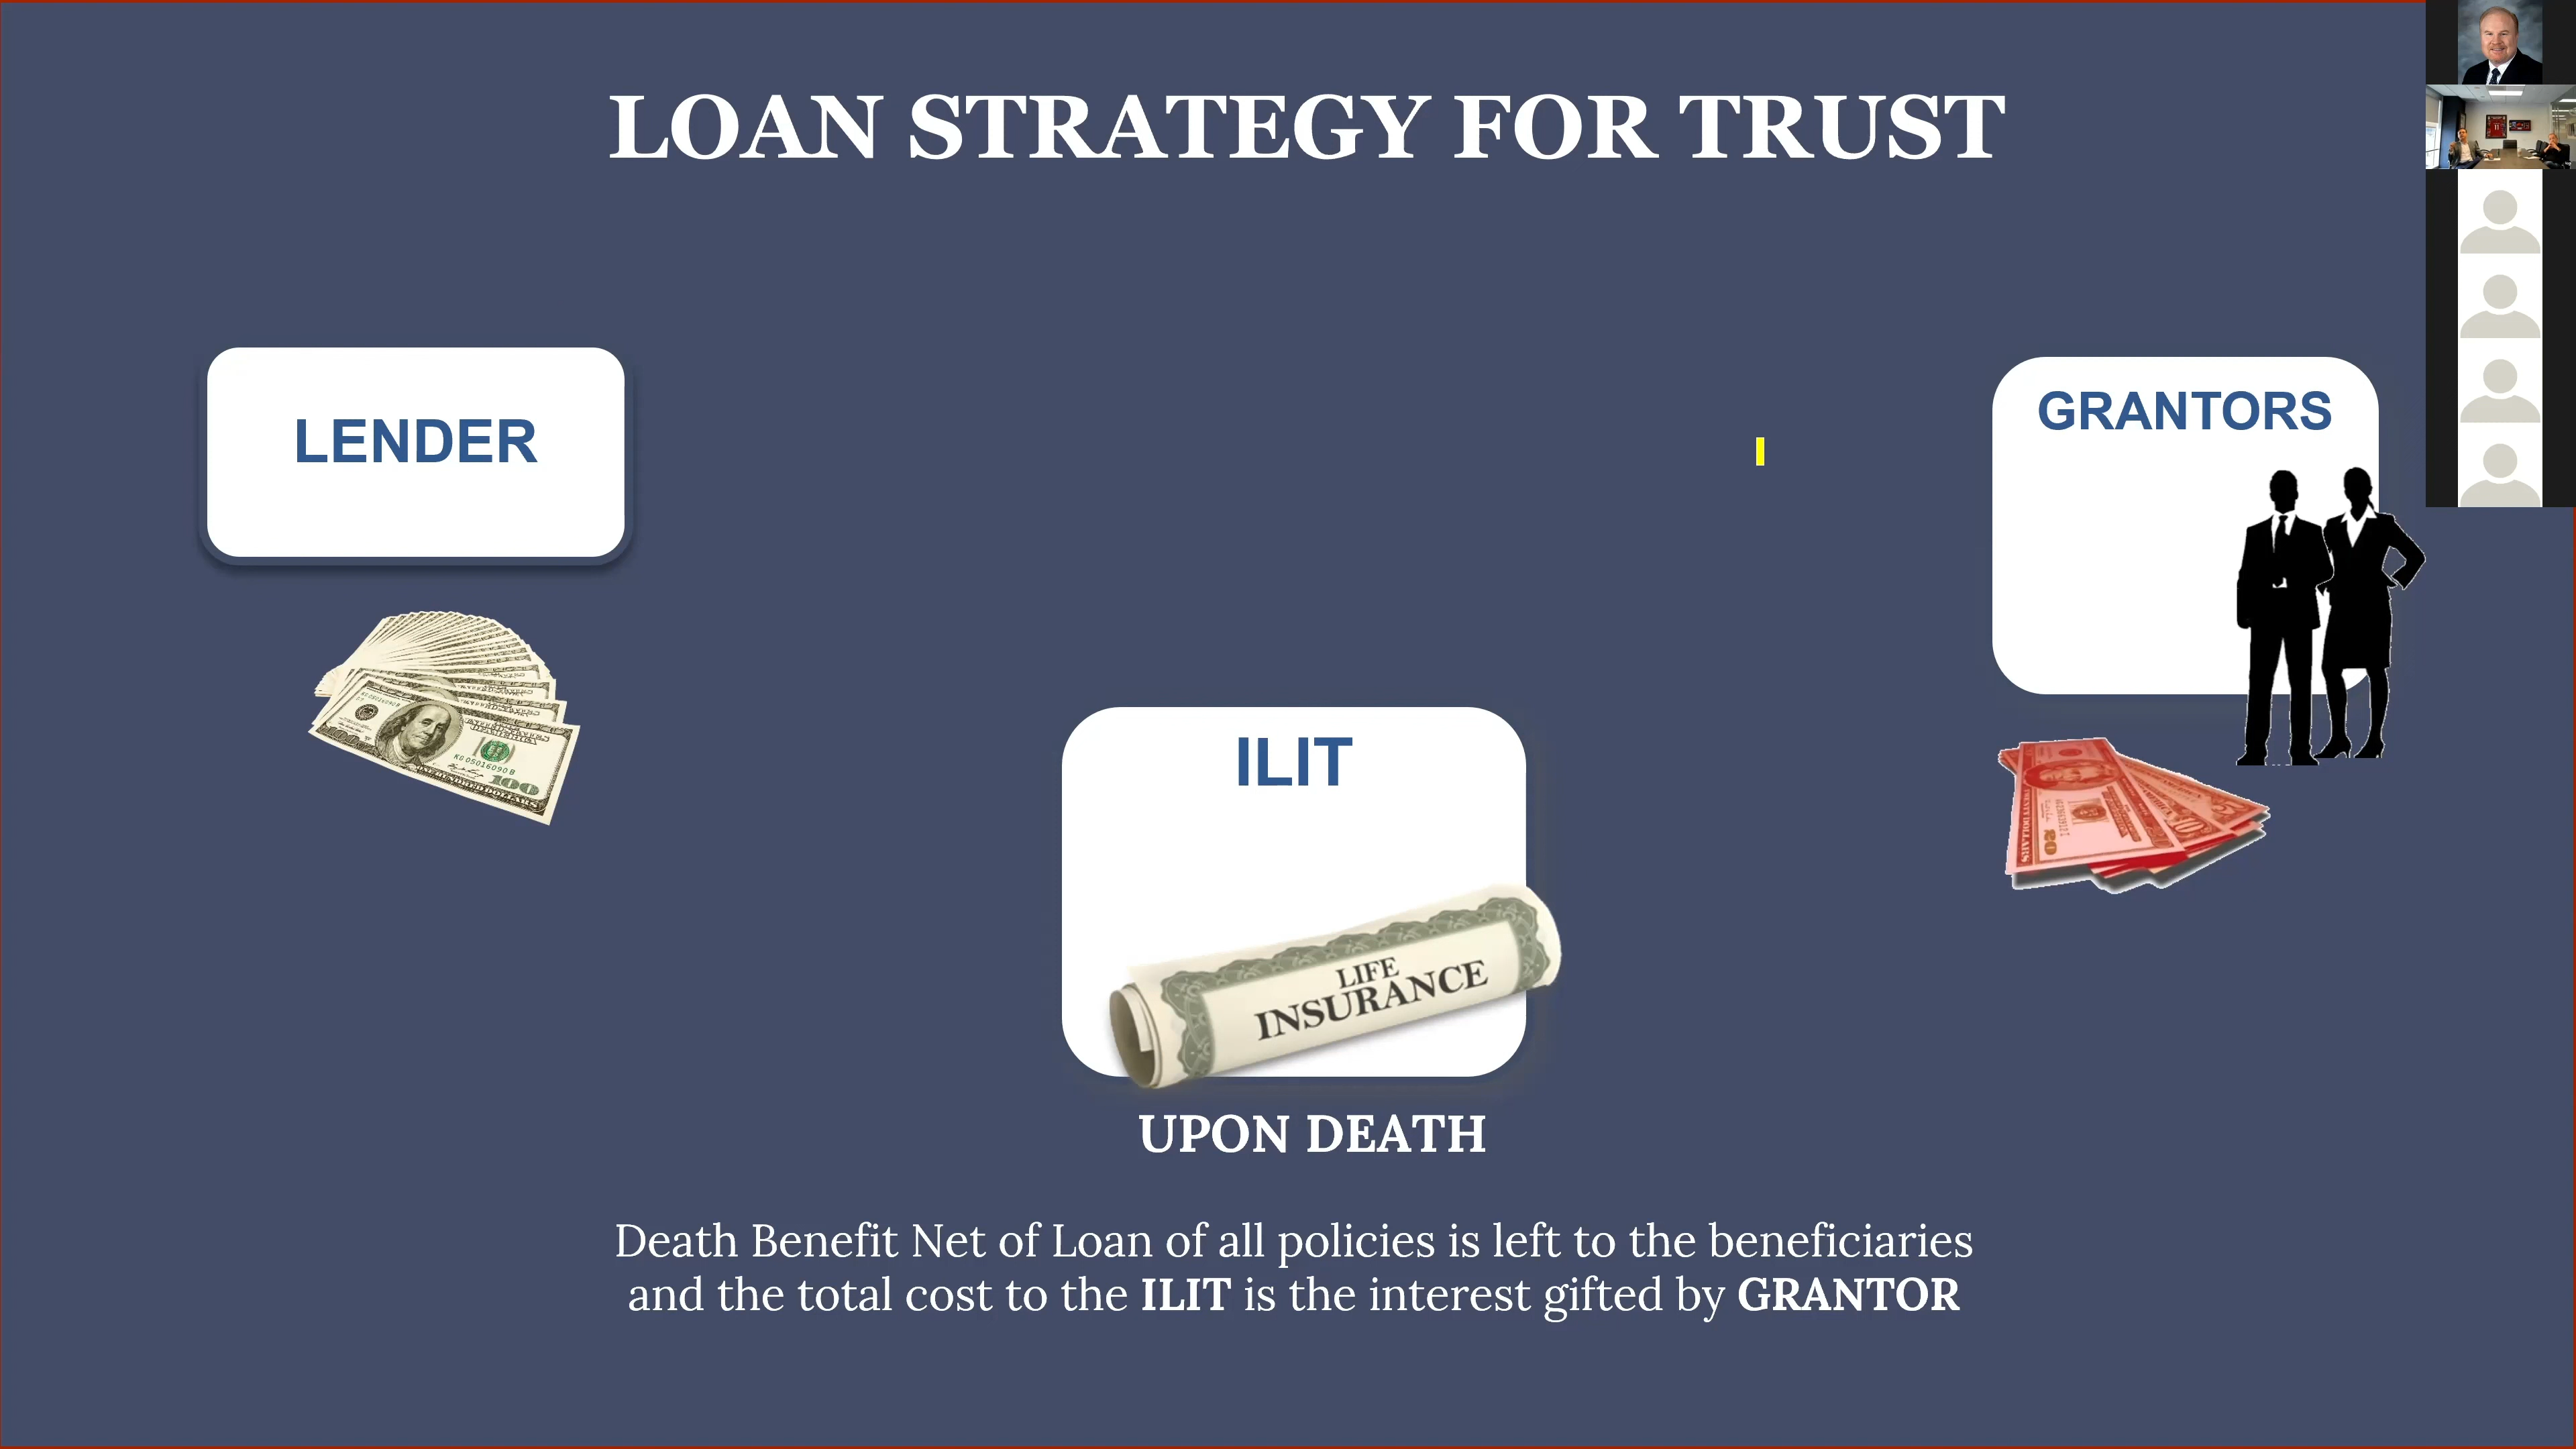 LOAN STRATEGY FOR TRUST
LENDER
GRANTORS
ILIT
LIFE
INSURANCE
UPON DEATH
Death Benefit Net of Loan of all policies is left to the beneficiaries
and the total cost to the ILIT is the interest gifted by GRANTOR